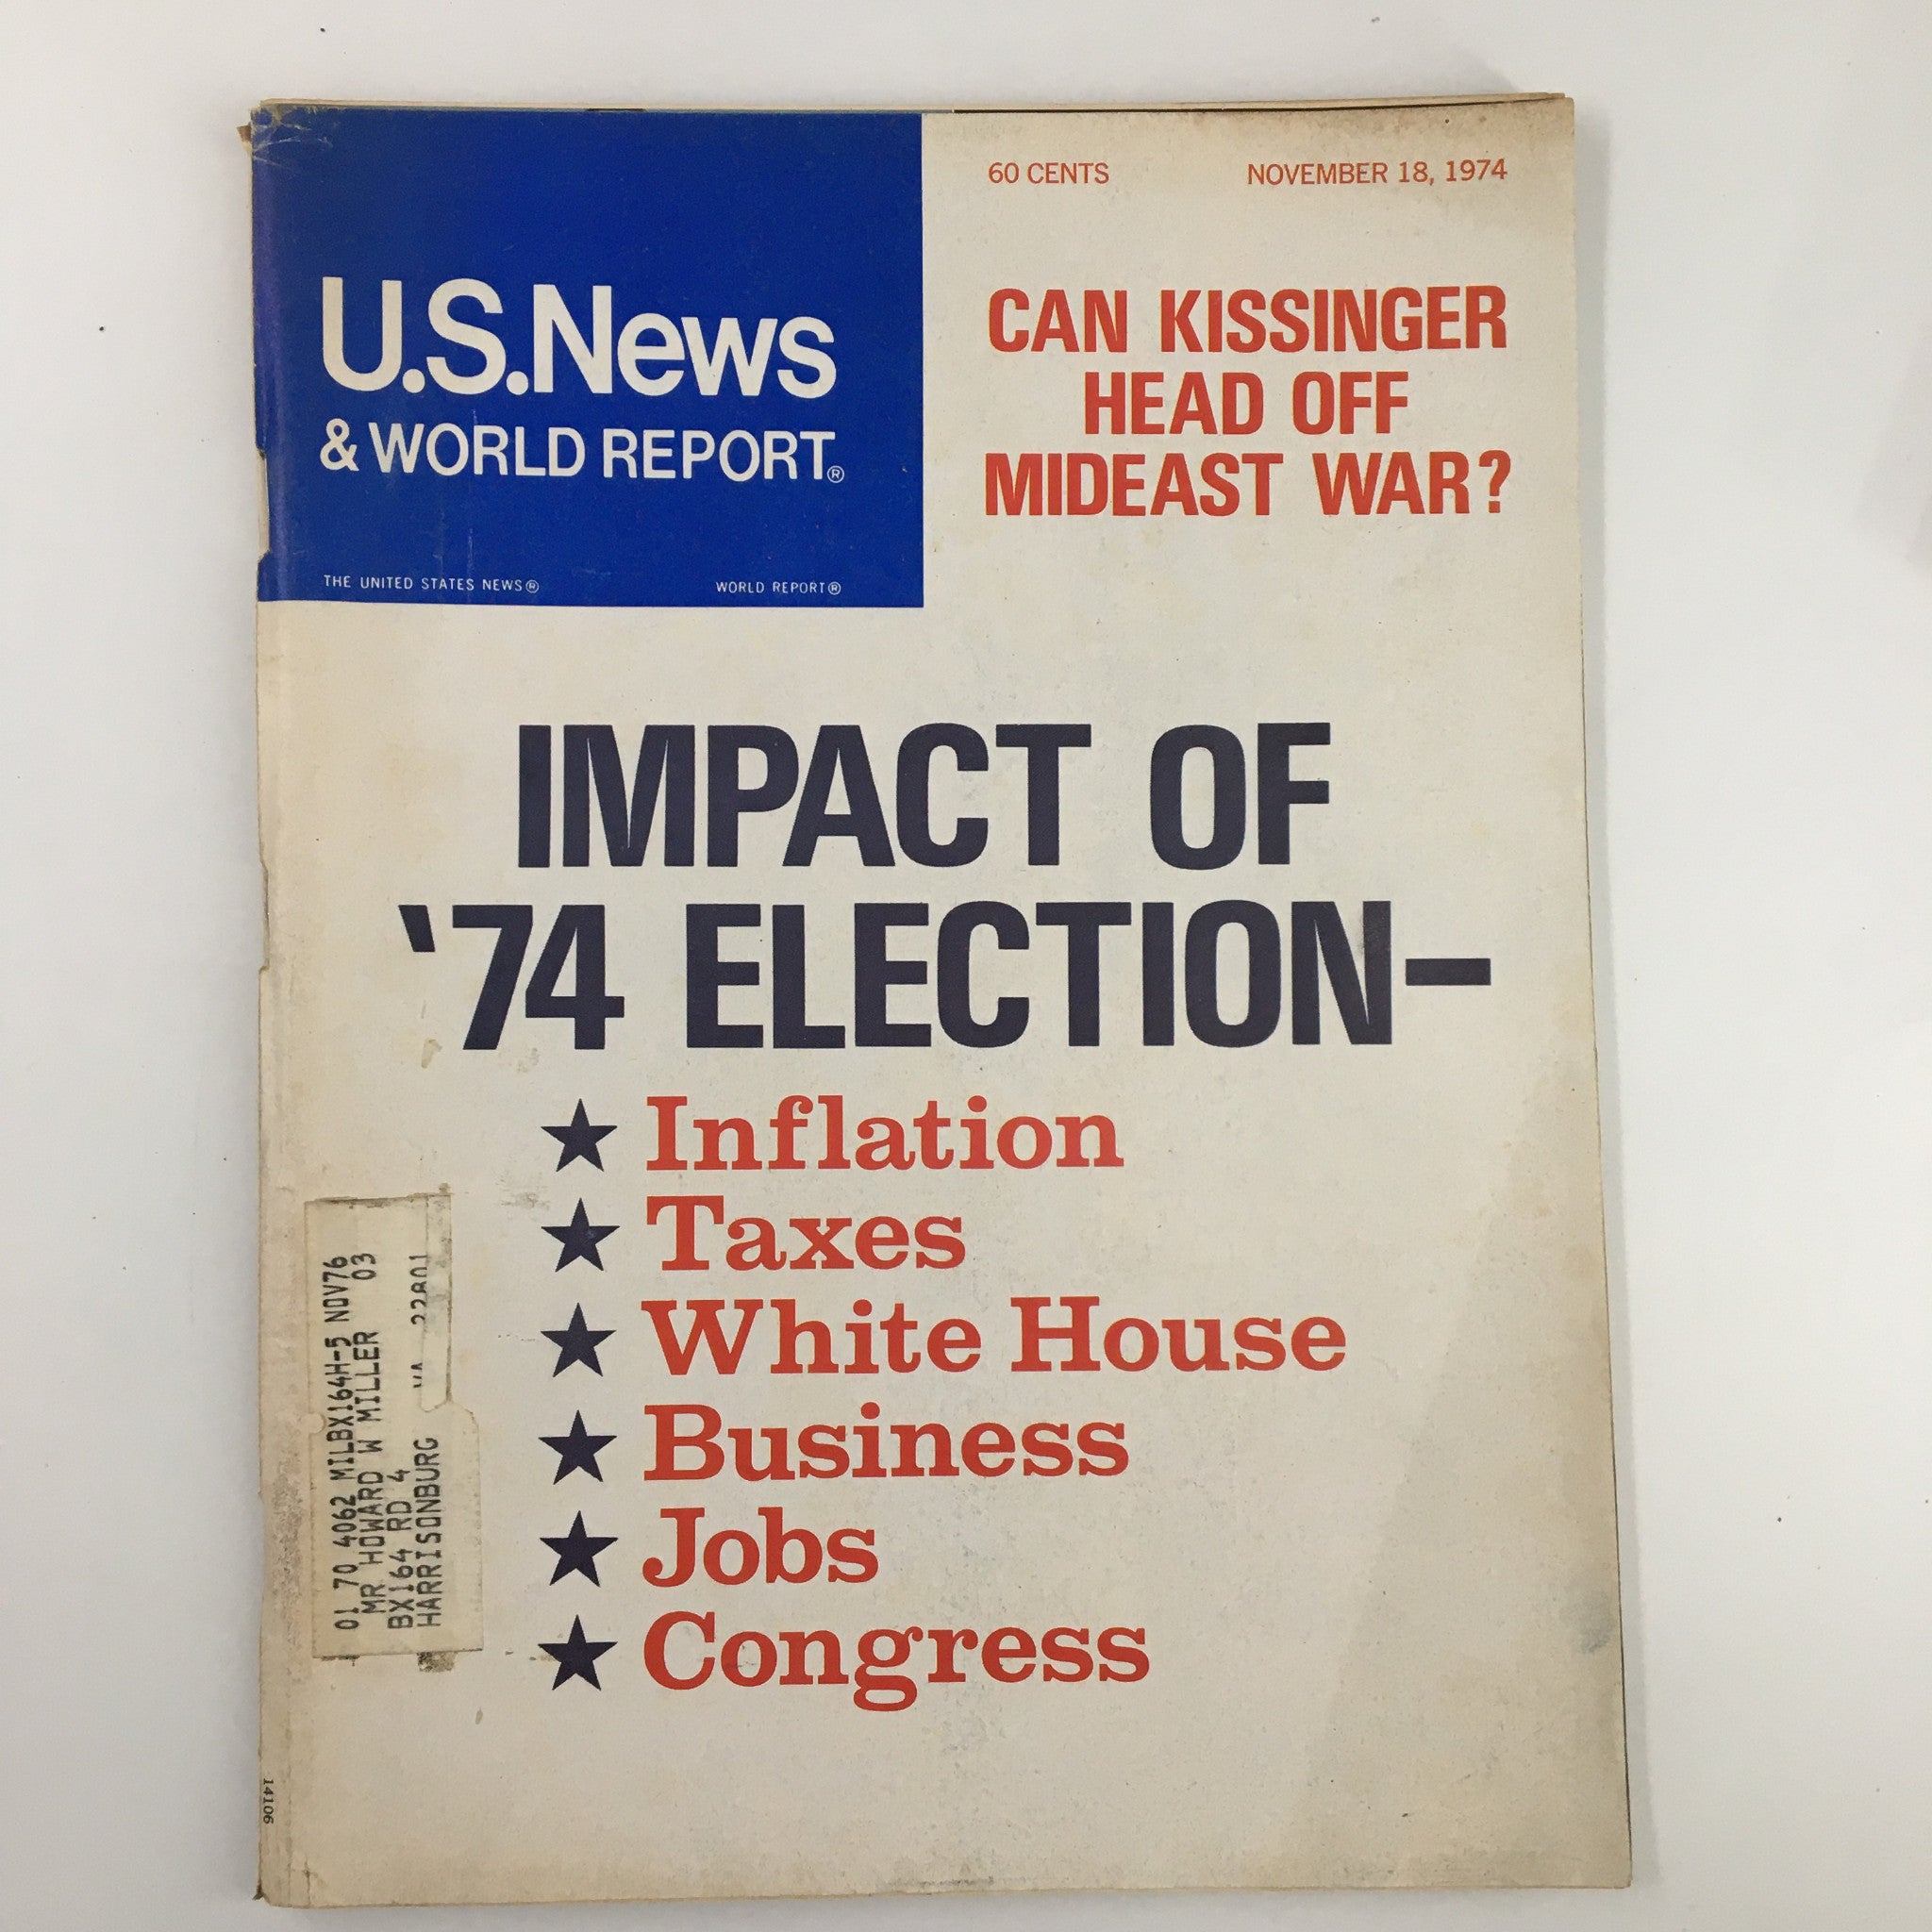 U.S.News
& WORLD REPORT®
THE UNITED STATES NEWS® WORLD REPORT®
60 CENTS NOVEMBER 18, 1974
CAN KISSINGER
HEAD OFF
MIDEAST WAR?
IMPACT OF
'74 ELECTION–
★ Inflation
★ Taxes
★ White House
★ Business
★ Jobs
★ Congress
01 70 4062 MILBX164H-5 NOV76
MR HOWARD W MILLER 03
BX164 RD 4
HARRISONBURG VA 22801
14106